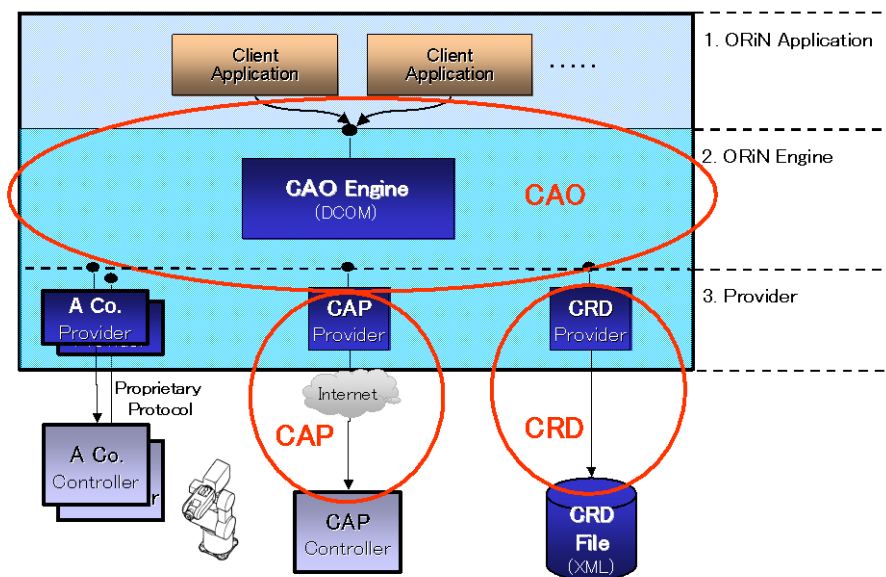 Client
Application
Client
Application
.....
1. ORiN Application
2. ORiN Engine
CAO Engine
(DCOM)
CAO
3. Provider
A Co.
Provider
CAP
Provider
CRD
Provider
Proprietary
Protocol
Internet
CAP
CRD
A Co.
Controller
CAP
Controller
CRD
File
(XML)